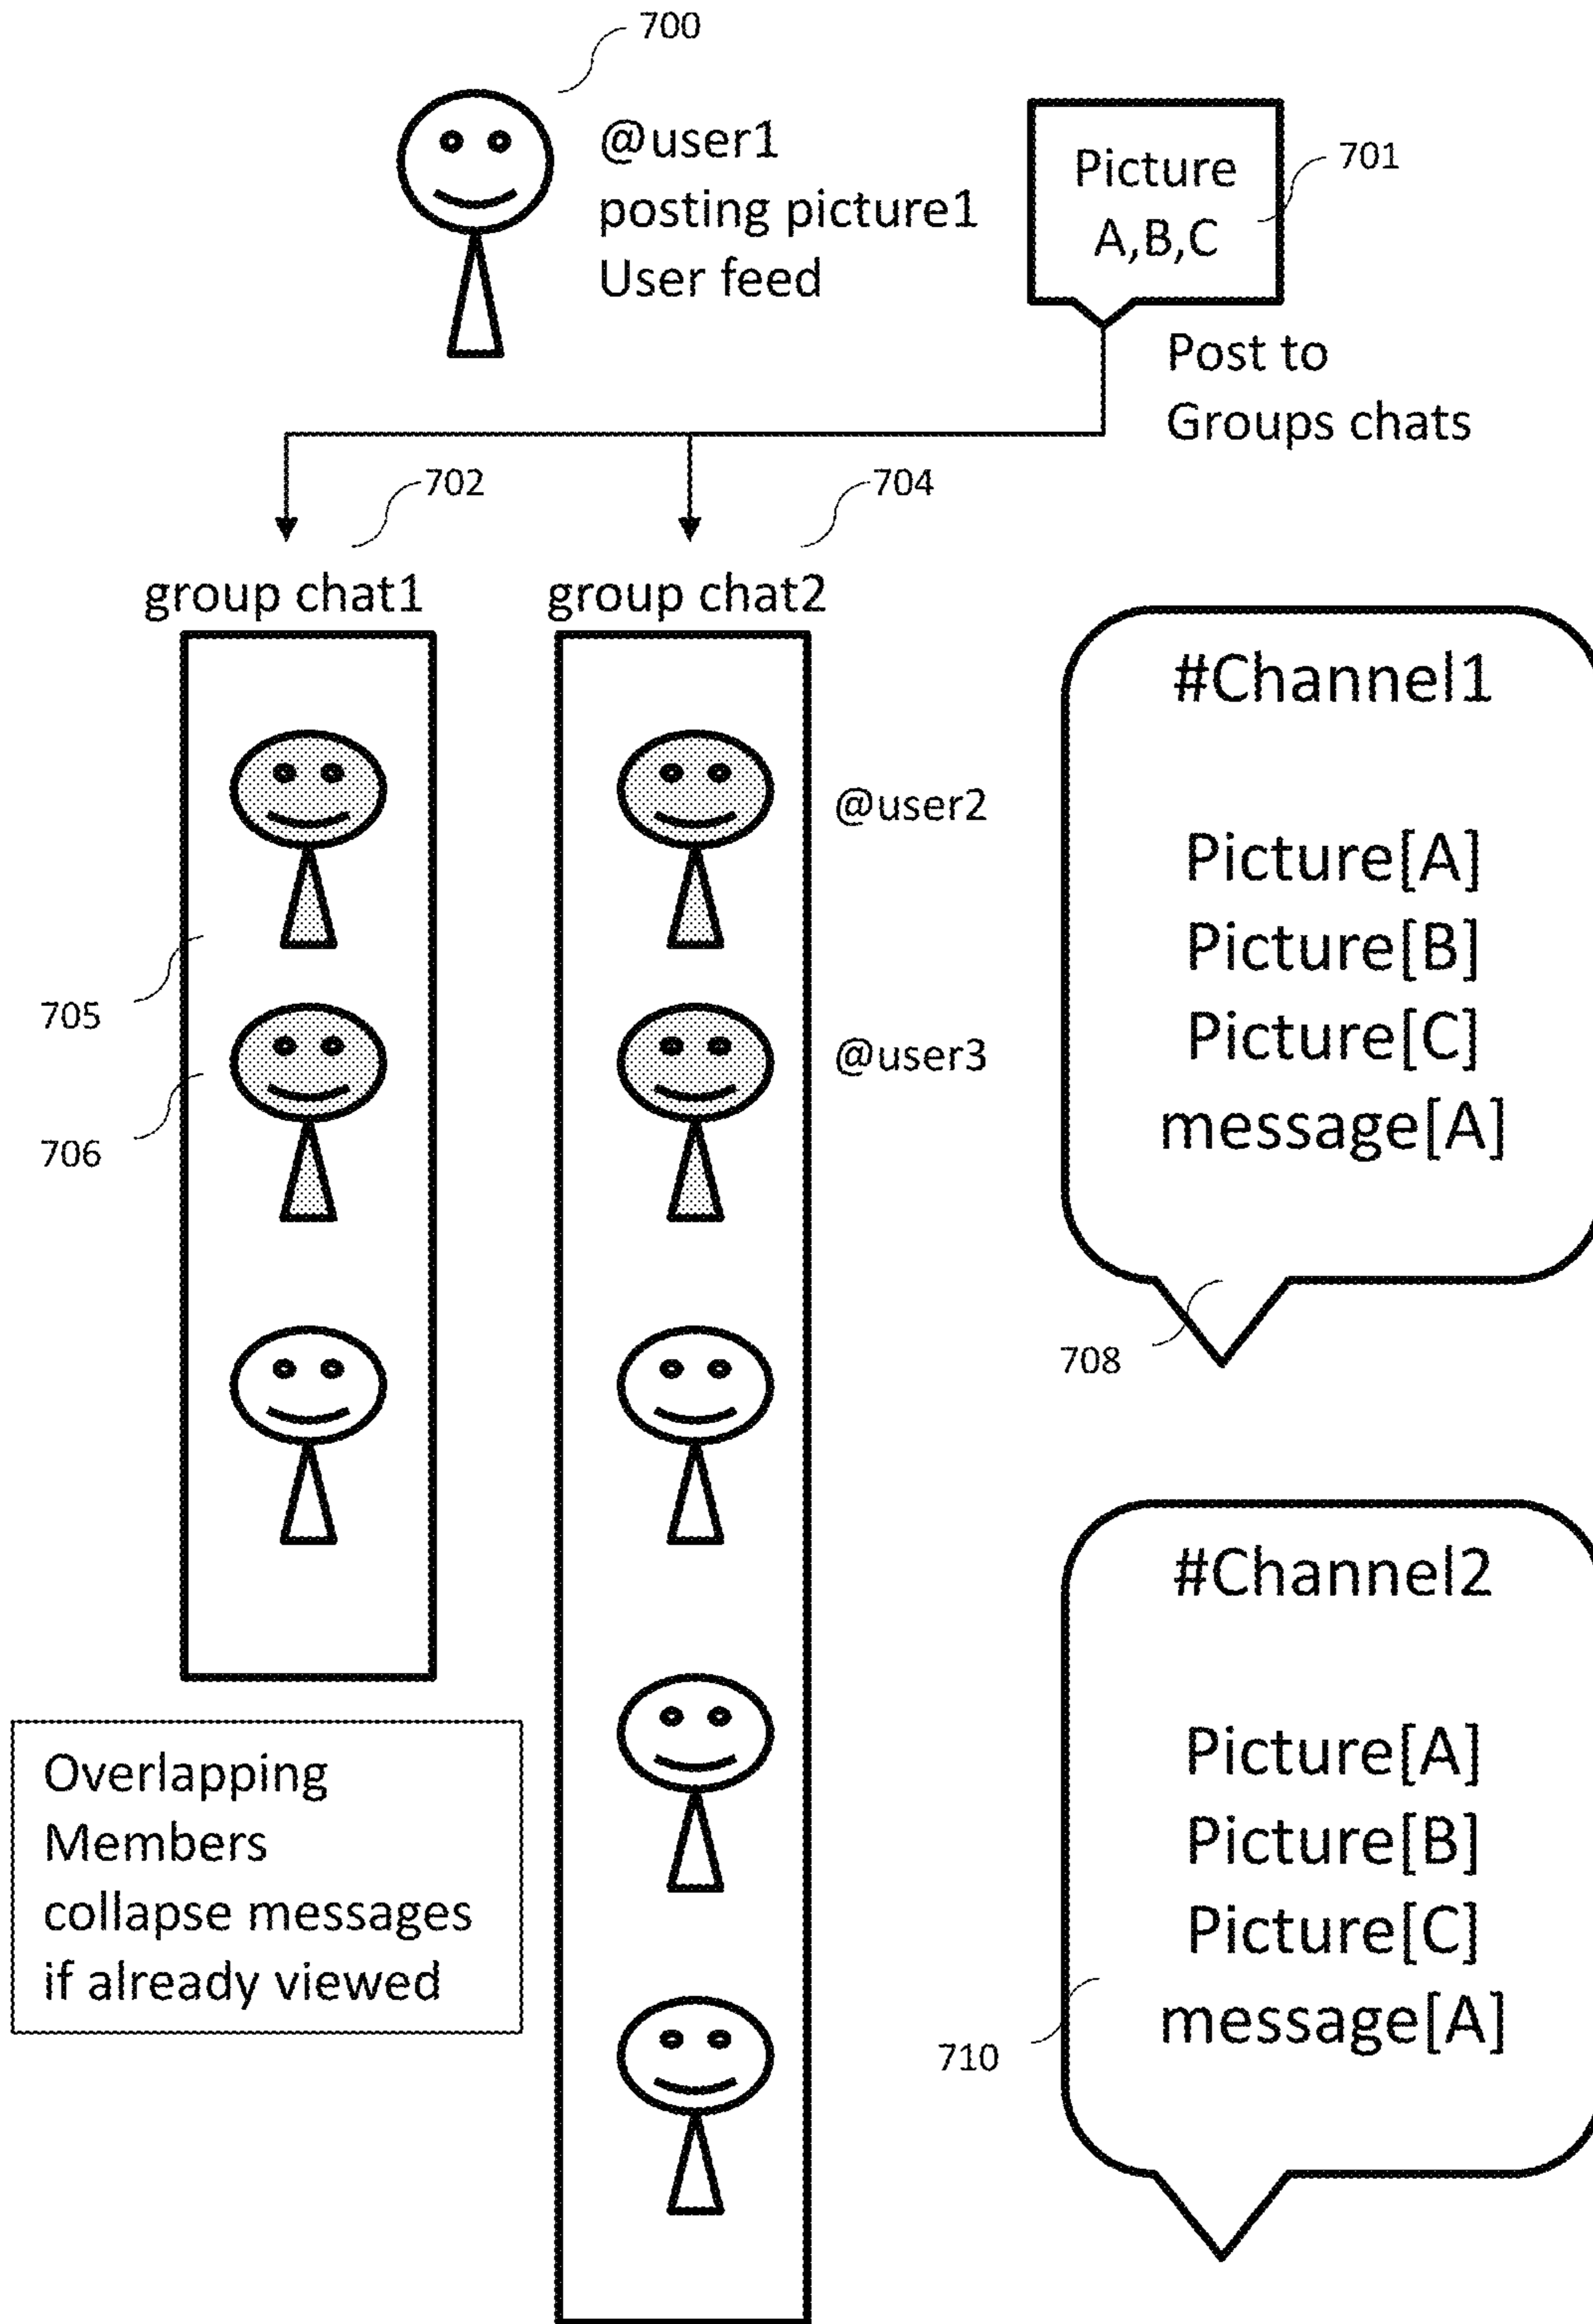 700
@user1
posting picture1
User feed
Picture
A,B,C
701
Post to
Groups chats
702
704
group chat1
group chat2
@user2
@user3
705
706
#Channel1
Picture[A]
Picture[B]
Picture[C]
message[A]
708
#Channel2
Picture[A]
Picture[B]
Picture[C]
message[A]
710
Overlapping
Members
collapse messages
if already viewed